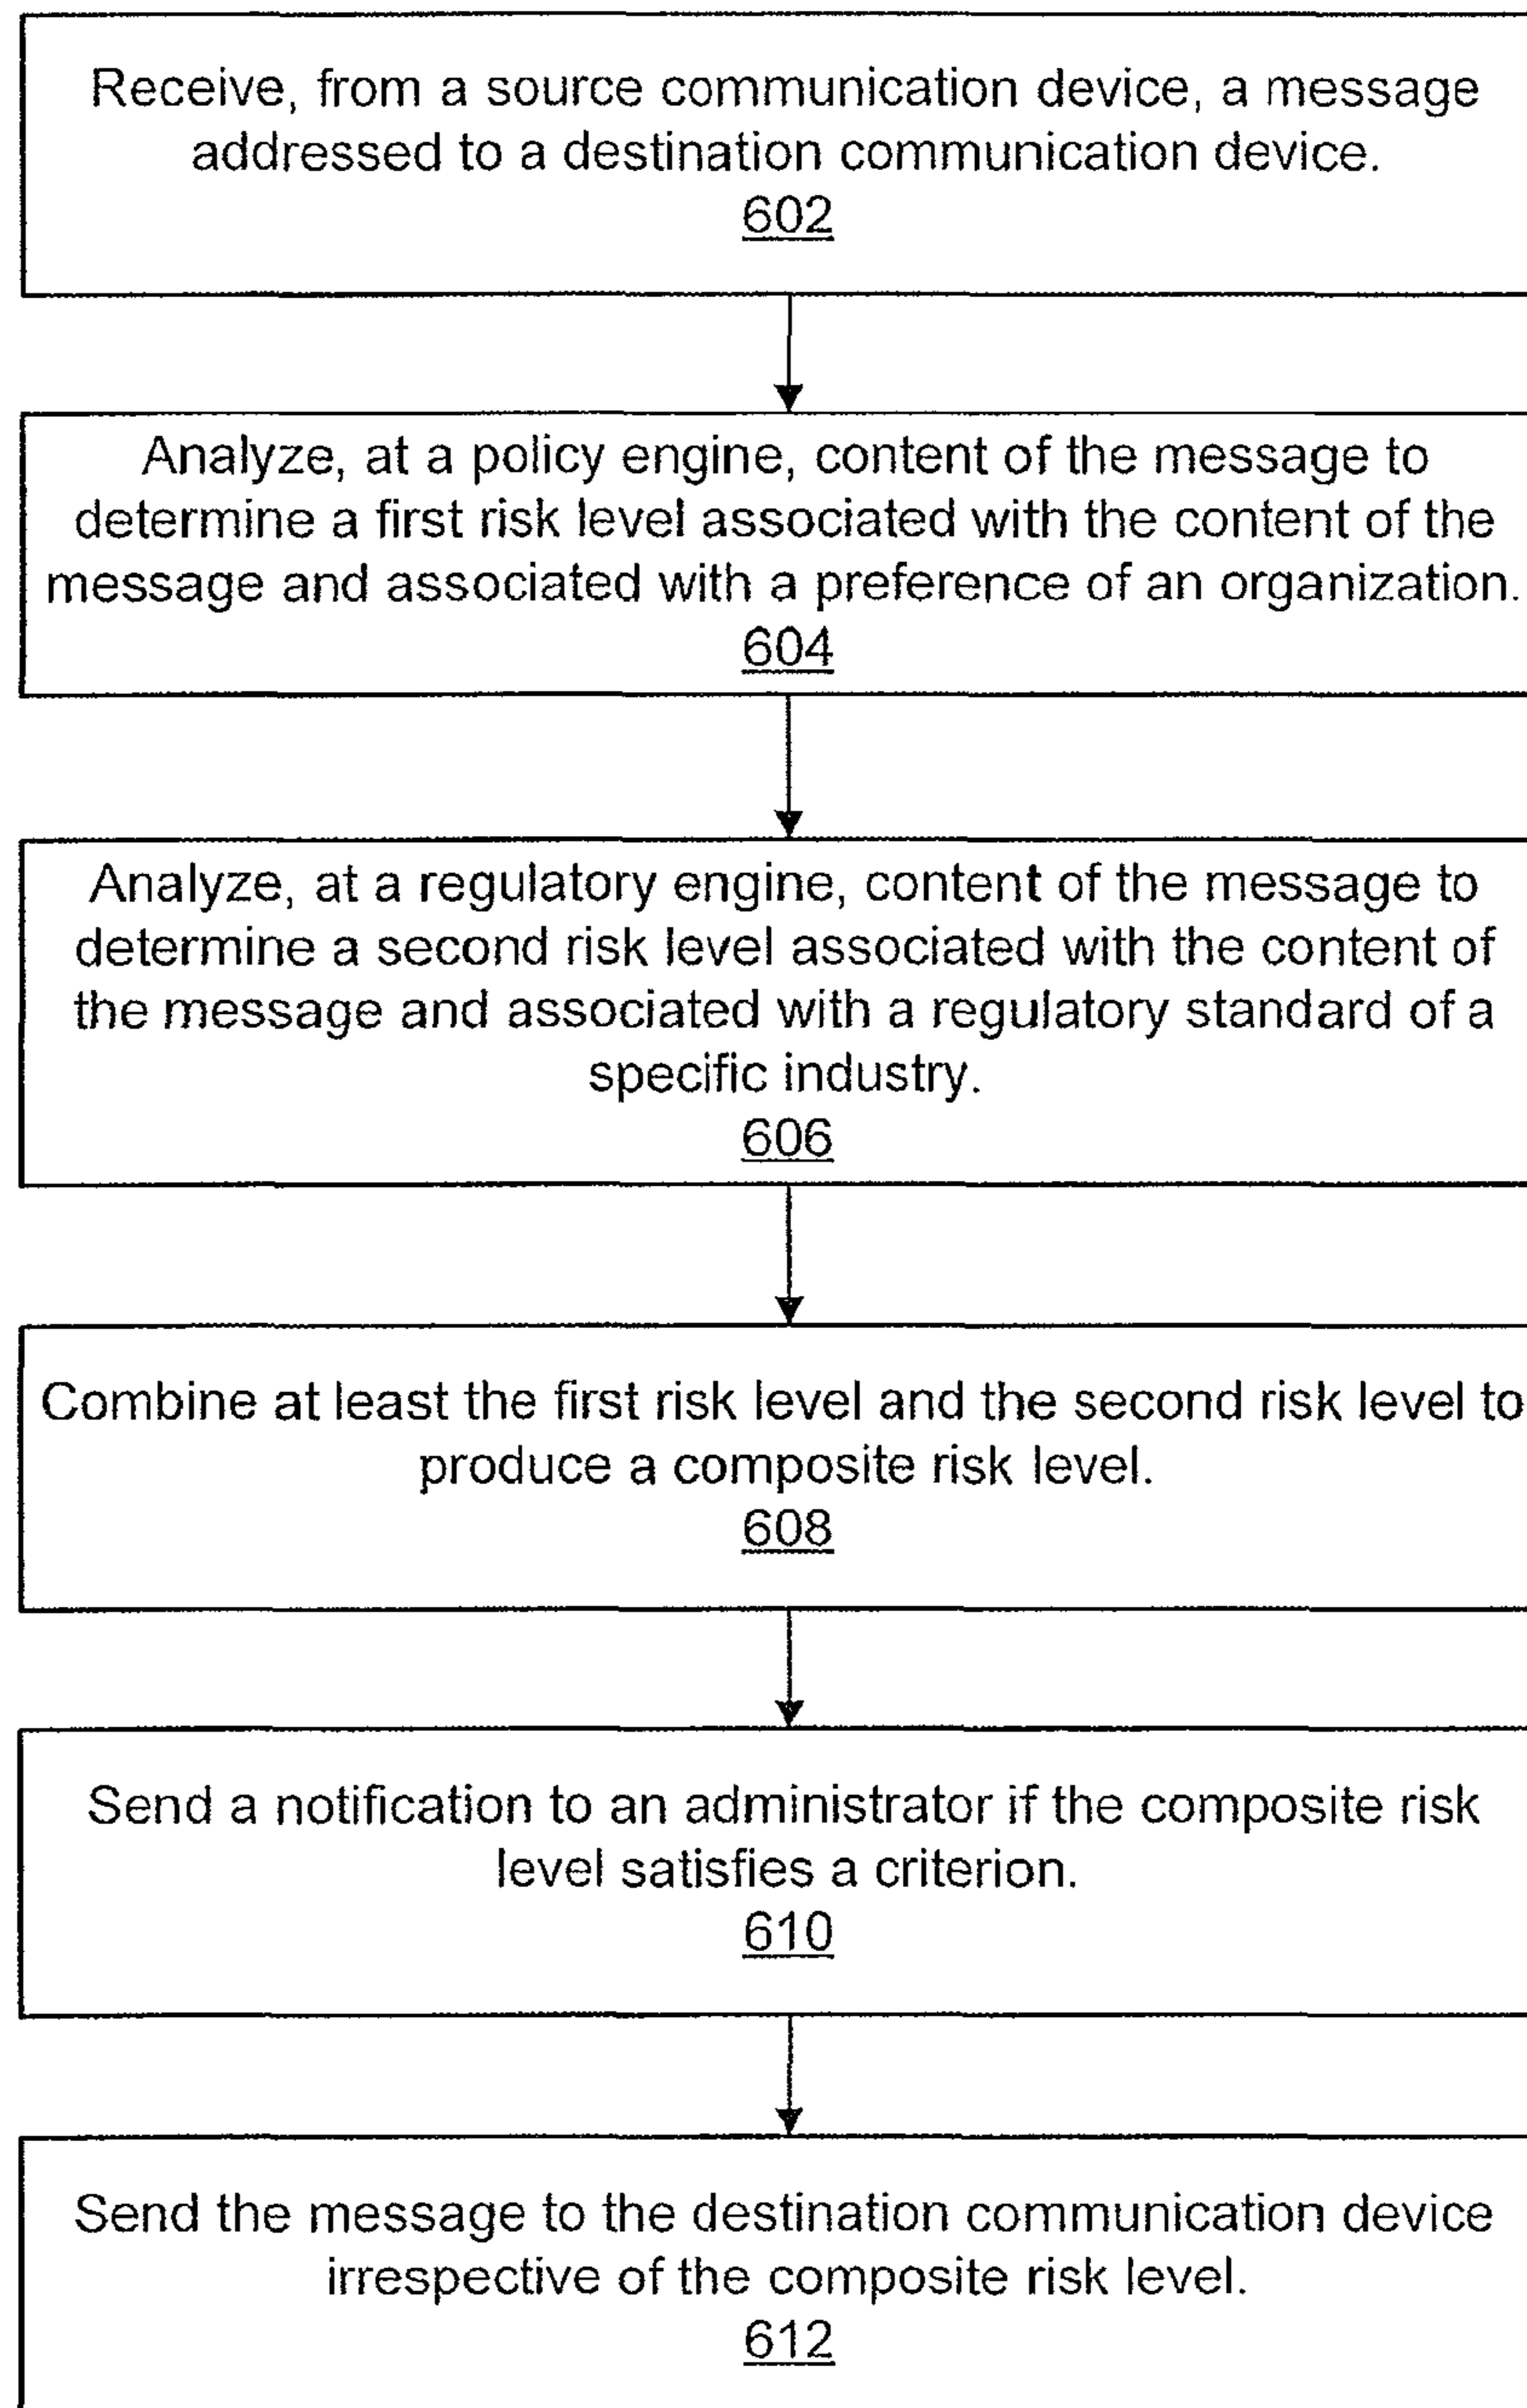 Receive, from a source communication device, a message
addressed to a destination communication device.
602
Analyze, at a policy engine, content of the message to
determine a first risk level associated with the content of the
message and associated with a preference of an organization.
604
Analyze, at a regulatory engine, content of the message to
determine a second risk level associated with the content of
the message and associated with a regulatory standard of a
specific industry.
606
Combine at least the first risk level and the second risk level to
produce a composite risk level.
608
Send a notification to an administrator if the composite risk
level satisfies a criterion.
610
Send the message to the destination communication device
irrespective of the composite risk level.
612